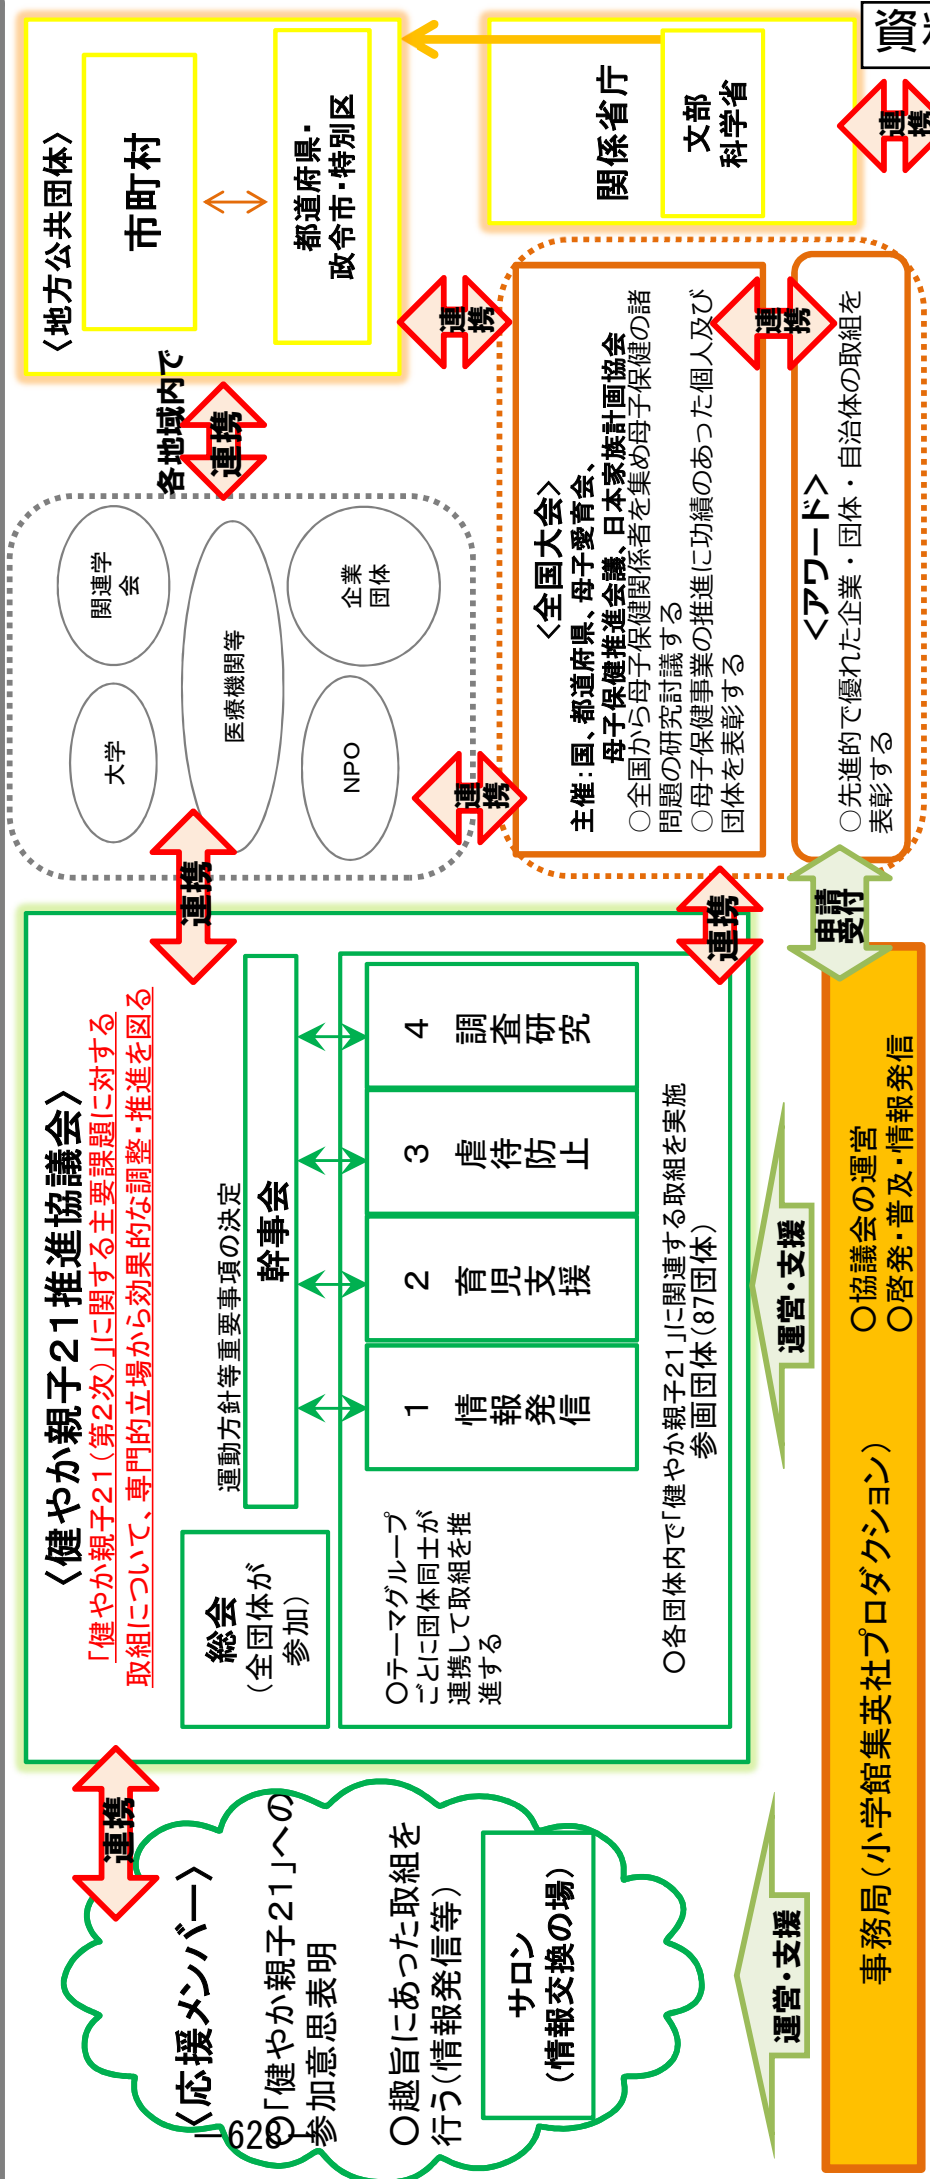 資料
〈応援メンバー〉
○「健やか親子21」への
参加意思表明
○趣旨にあった取組を
行う(情報発信等)
サロン
(情報交換の場)
連携
〈健やか親子21推進協議会〉
「健やか親子21(第2次)」に関する主要課題に対する
取組について、専門的立場から効果的な調整・推進を図る
総会
(全団体が
参加)
運動方針等重要事項の決定
幹事会
○テーマグループ
ごとに団体同士が
連携して取組を推
進する
1
情報
発信
2
育児
支援
3
虐待
防止
4
調査
研究
○各団体内で「健やか親子21」に関連する取組を実施
参画団体(87団体)
連携
連携
大学
関連学
会
医療機関等
NPO
企業
団体
各地域内で
連携
連携
〈地方公共団体〉
市町村
都道府県・
政令市・特別区
連携
関係省庁
文部
科学省
連携
<全国大会>
主催:国、都道府県、母子愛育会、
母子保健推進会議、日本家族計画協会
○全国から母子保健関係者を集め母子保健の諸
問題の研究討議する
○母子保健事業の推進に功績のあった個人及び
団体を表彰する
連携
<アワード>
○先進的で優れた企業・団体・自治体の取組を
表彰する
申請
受付
運営・支援
運営・支援
事務局(小学館集英社プロダクション)
○協議会の運営
○啓発・普及・情報発信
－628－